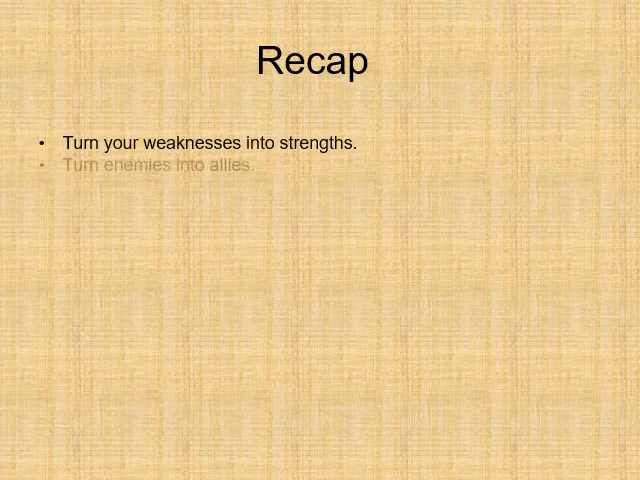 Recap
• Turn your weaknesses into strengths.
• Turn enemies into allies.